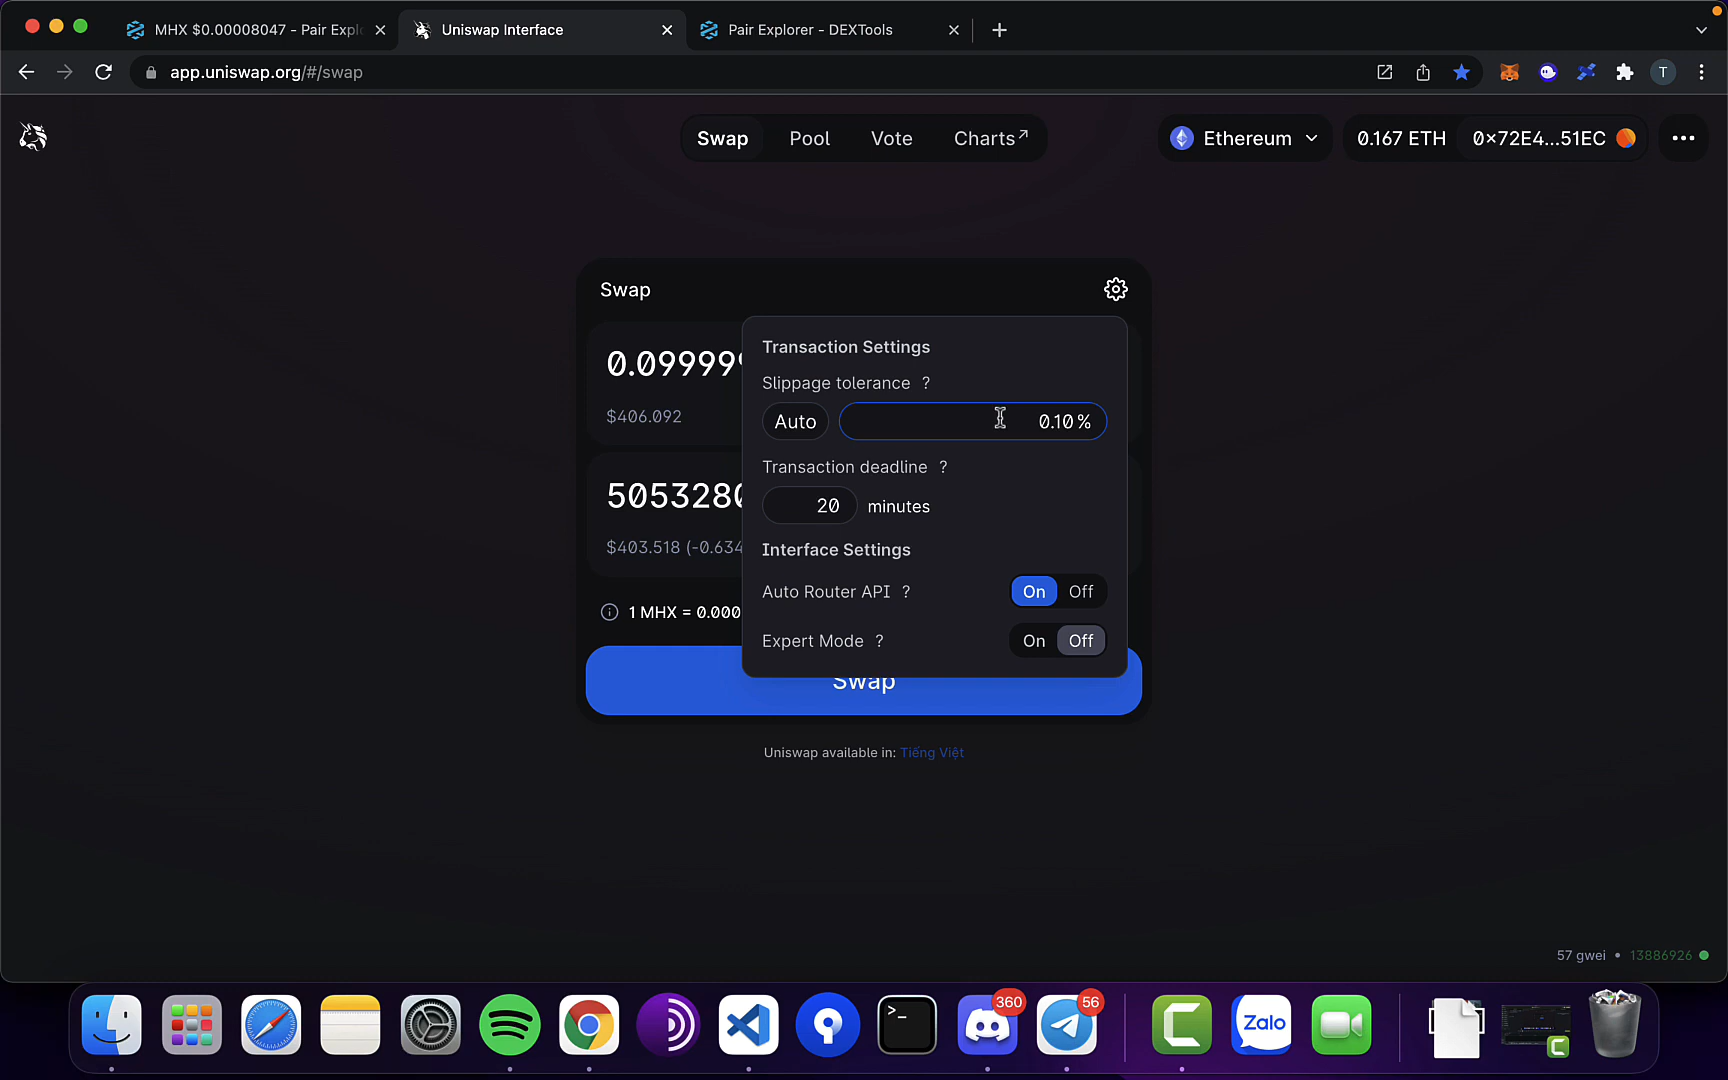 MHX $0.00008047 - Pair Explo
Uniswap Interface
Pair Explorer - DEXTools
app.uniswap.org/#/swap
T
Swap
Pool
Vote
Charts↗
Ethereum
0.167 ETH
0x72E4...51EC
Swap
0.09999
$406.092
505328
$403.518 (-0.634
1 MHX = 0.000
Transaction Settings
Slippage tolerance ?
Auto
0.10 %
Transaction deadline ?
20 minutes
Interface Settings
Auto Router API ?
On Off
Expert Mode ?
On Off
Swap
Uniswap available in: Tiếng Việt
57 gwei • 13886926
>_
360
56
Zalo